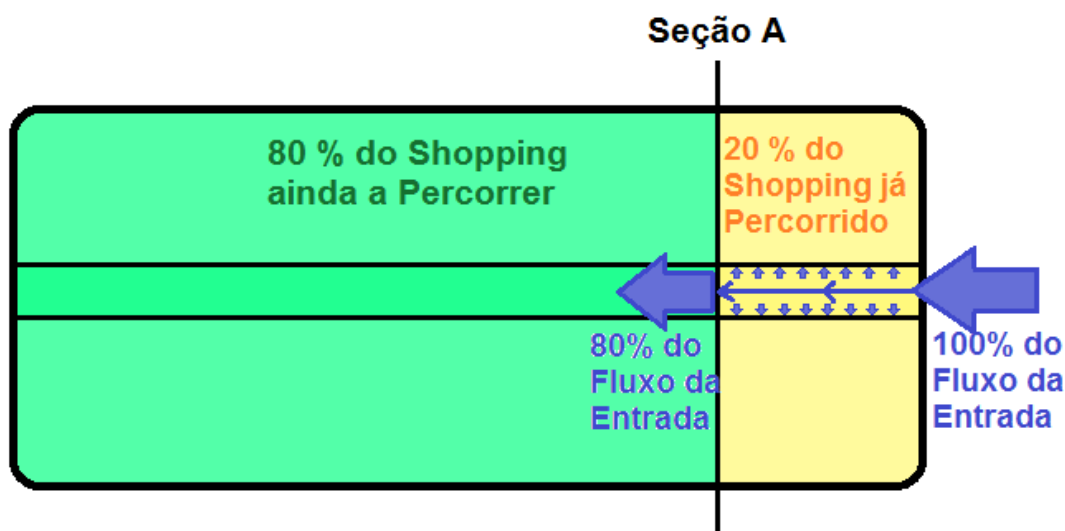 Seção A
80 % do Shopping
ainda a Percorrer
20 % do
Shopping já
Percorrido
80% do
Fluxo da
Entrada
100% do
Fluxo da
Entrada